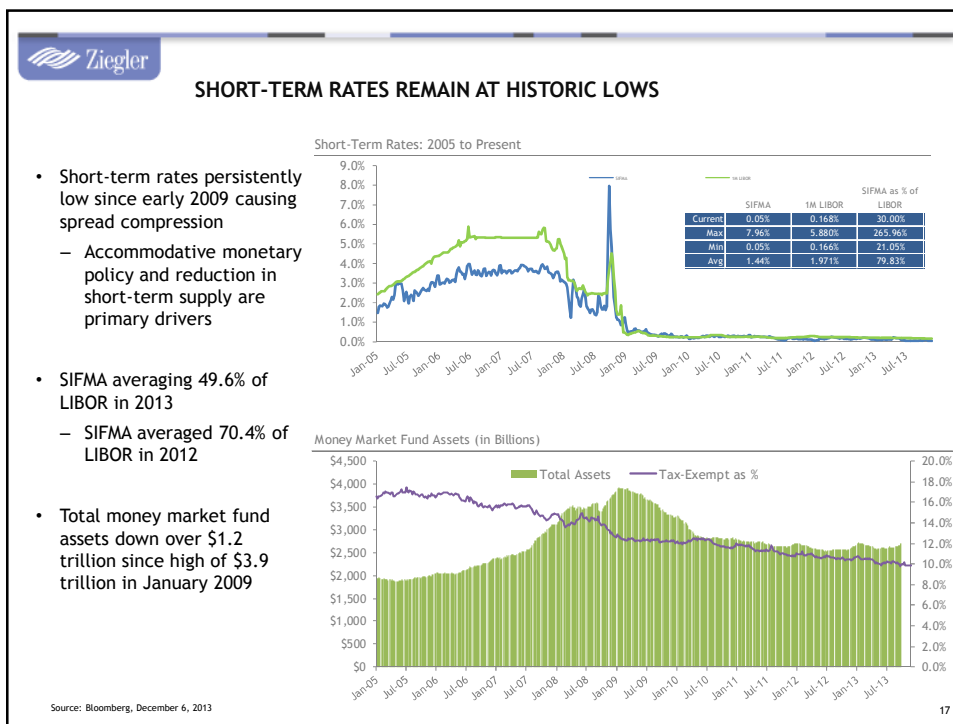 Ziegler
SHORT-TERM RATES REMAIN AT HISTORIC LOWS
• Short-term rates persistently
low since early 2009 causing
spread compression
– Accommodative monetary
policy and reduction in
short-term supply are
primary drivers
• SIFMA averaging 49.6% of
LIBOR in 2013
– SIFMA averaged 70.4% of
LIBOR in 2012
• Total money market fund
assets down over $1.2
trillion since high of $3.9
trillion in January 2009
Short-Term Rates: 2005 to Present
9.0%
8.0%
7.0%
6.0%
5.0%
4.0%
3.0%
2.0%
1.0%
0.0%
SIFMA 1M LIBOR
SIFMA as % of
SIFMA 1M LIBOR LIBOR
Current 0.05% 0.168% 30.00%
Max 7.96% 5.880% 265.96%
Min 0.05% 0.166% 21.05%
Avg 1.44% 1.971% 79.83%
Jan-05 Jul-05 Jan-06 Jul-06 Jan-07 Jul-07 Jan-08 Jul-08 Jan-09 Jul-09 Jan-10 Jul-10 Jan-11 Jul-11 Jan-12 Jul-12 Jan-13 Jul-13
Money Market Fund Assets (in Billions)
Total Assets Tax-Exempt as %
$4,500
$4,000
$3,500
$3,000
$2,500
$2,000
$1,500
$1,000
$500
$0
20.0%
18.0%
16.0%
14.0%
12.0%
10.0%
8.0%
6.0%
4.0%
2.0%
0.0%
Jan-05 Jul-05 Jan-06 Jul-06 Jan-07 Jul-07 Jan-08 Jul-08 Jan-09 Jul-09 Jan-10 Jul-10 Jan-11 Jul-11 Jan-12 Jul-12 Jan-13 Jul-13
Source: Bloomberg, December 6, 2013
17